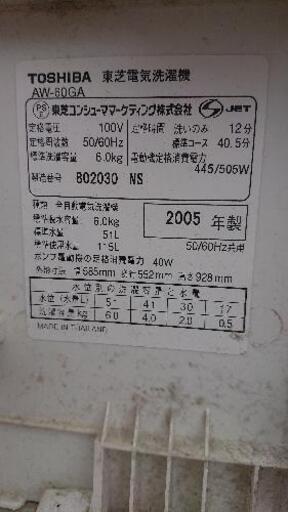 TOSHIBA 東芝電気洗濯機
AW-60GA
PS E 東芝コンシューママーケティング株式会社 JET
定格電圧 100V 定格時間 洗いのみ 12分
定格周波数 50/60Hz 標準コース 40.5分
標準洗濯容量 6.0kg 電動機定格消費電力
445/505W
製造番号 802030 NS
種類 全自動電気洗濯機
標準脱水容量 6.0kg
標準水量 51L
標準使用水量 115L
2005 年製
50/60Hz共用
ポンプ電動機の定格消費電力 40W
外形寸法 幅585mm 奥行552mm 高さ928mm
水位別の洗濯容量と水量
水位(水量L) 51 41 30 17
洗濯容量kg 6.0 4.0 2.0 0.5
MADE IN THAILAND